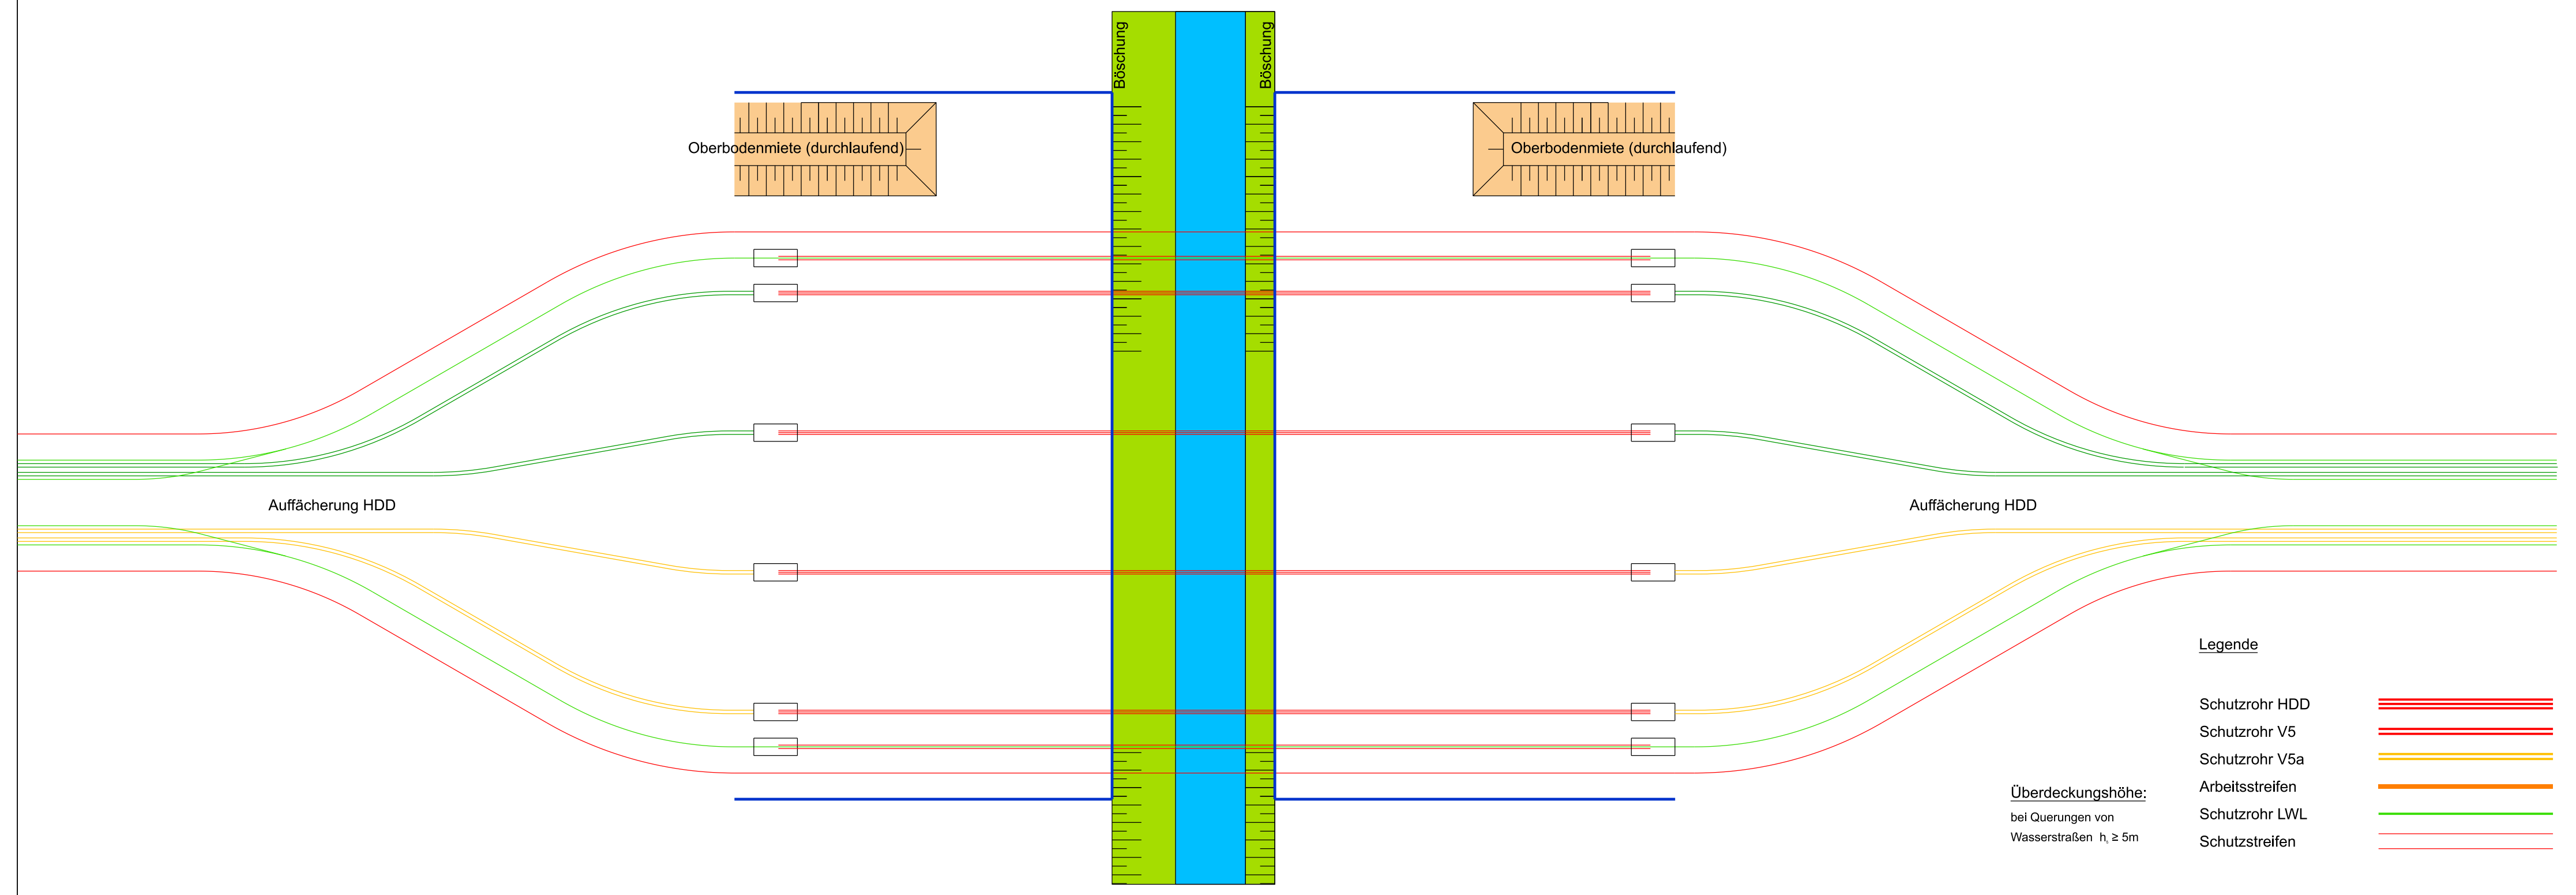 Böschung
Böschung
Oberbodenmiete (durchlaufend)
Oberbodenmiete (durchlaufend)
Auffächerung HDD
Auffächerung HDD
Legende
Schutzrohr HDD
Schutzrohr V5
Schutzrohr V5a
Arbeitsstreifen
Schutzrohr LWL
Schutzstreifen
Überdeckungshöhe:
bei Querungen von
Wasserstraßen h ≥ 5m